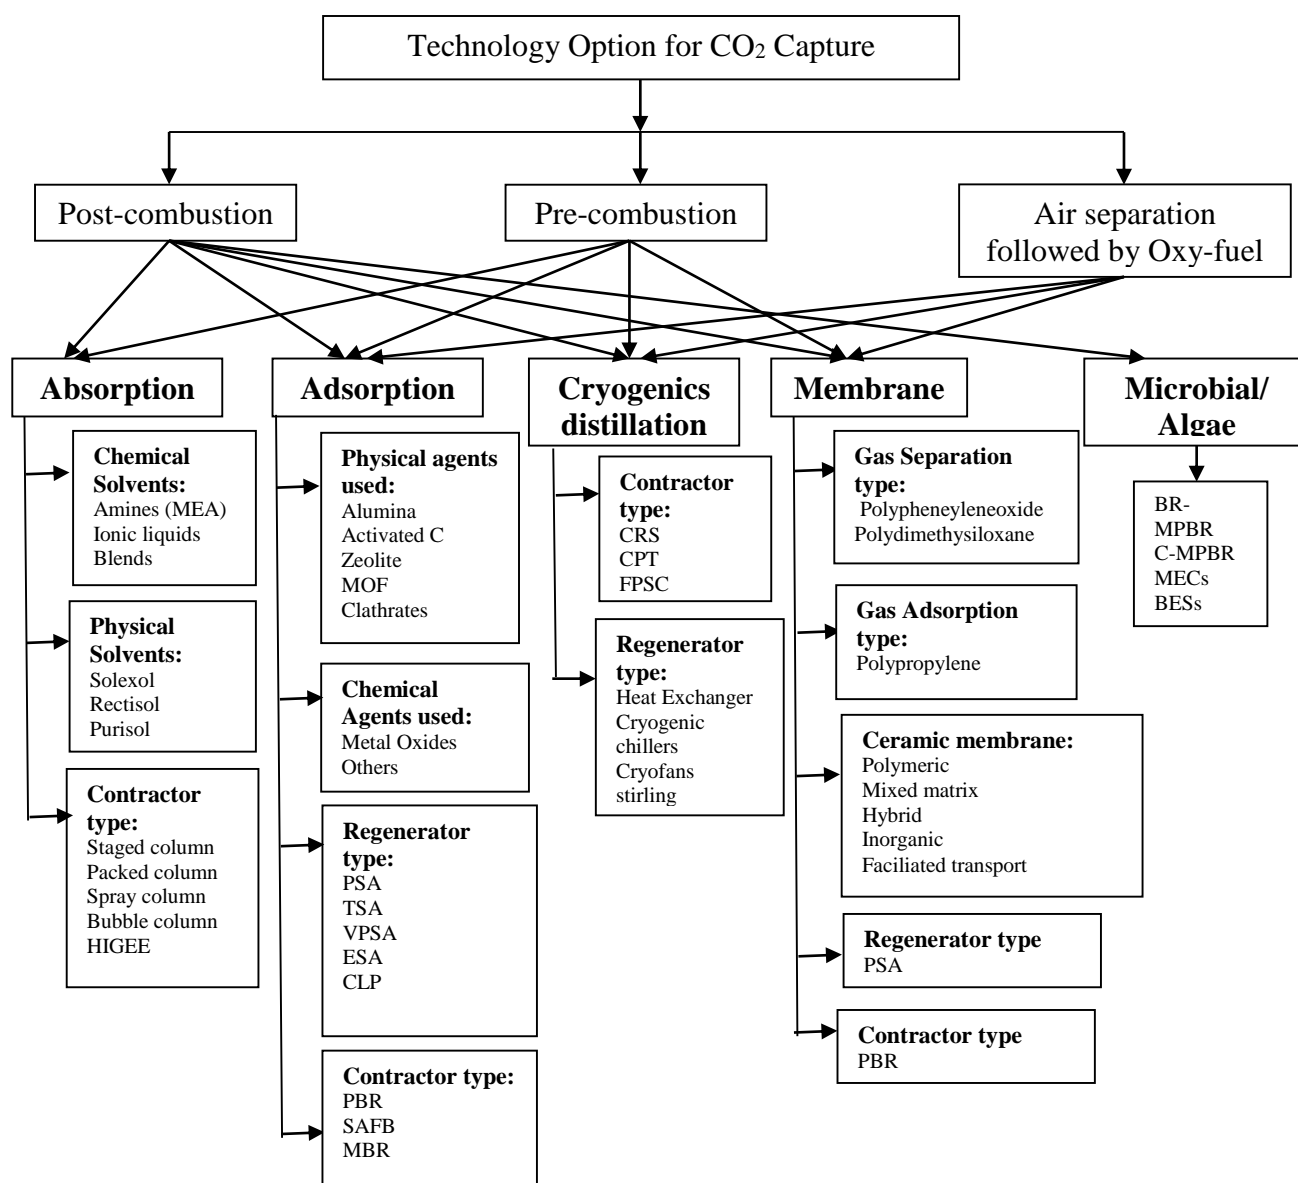 Technology Option for CO₂ Capture
Post-combustion
Pre-combustion
Air separation
followed by Oxy-fuel
Absorption
Adsorption
Cryogenics
distillation
Membrane
Microbial/
Algae
Chemical
Solvents:
Amines (MEA)
Ionic liquids
Blends
Physical
Solvents:
Solexol
Rectisol
Purisol
Contractor
type:
Staged column
Packed column
Spray column
Bubble column
HIGEE
Physical agents
used:
Alumina
Activated C
Zeolite
MOF
Clathrates
Chemical
Agents used:
Metal Oxides
Others
Regenerator
type:
PSA
TSA
VPSA
ESA
CLP
Contractor type:
PBR
SAFB
MBR
Contractor
type:
CRS
CPT
FPSC
Regenerator
type:
Heat Exchanger
Cryogenic
chillers
Cryofans
stirling
Gas Separation
type:
Polypheneyleneoxide
Polydimethysiloxane
Gas Adsorption
type:
Polypropylene
Ceramic membrane:
Polymeric
Mixed matrix
Hybrid
Inorganic
Faciliated transport
Regenerator type
PSA
Contractor type
PBR
BR-
MPBR
C-MPBR
MECs
BESs